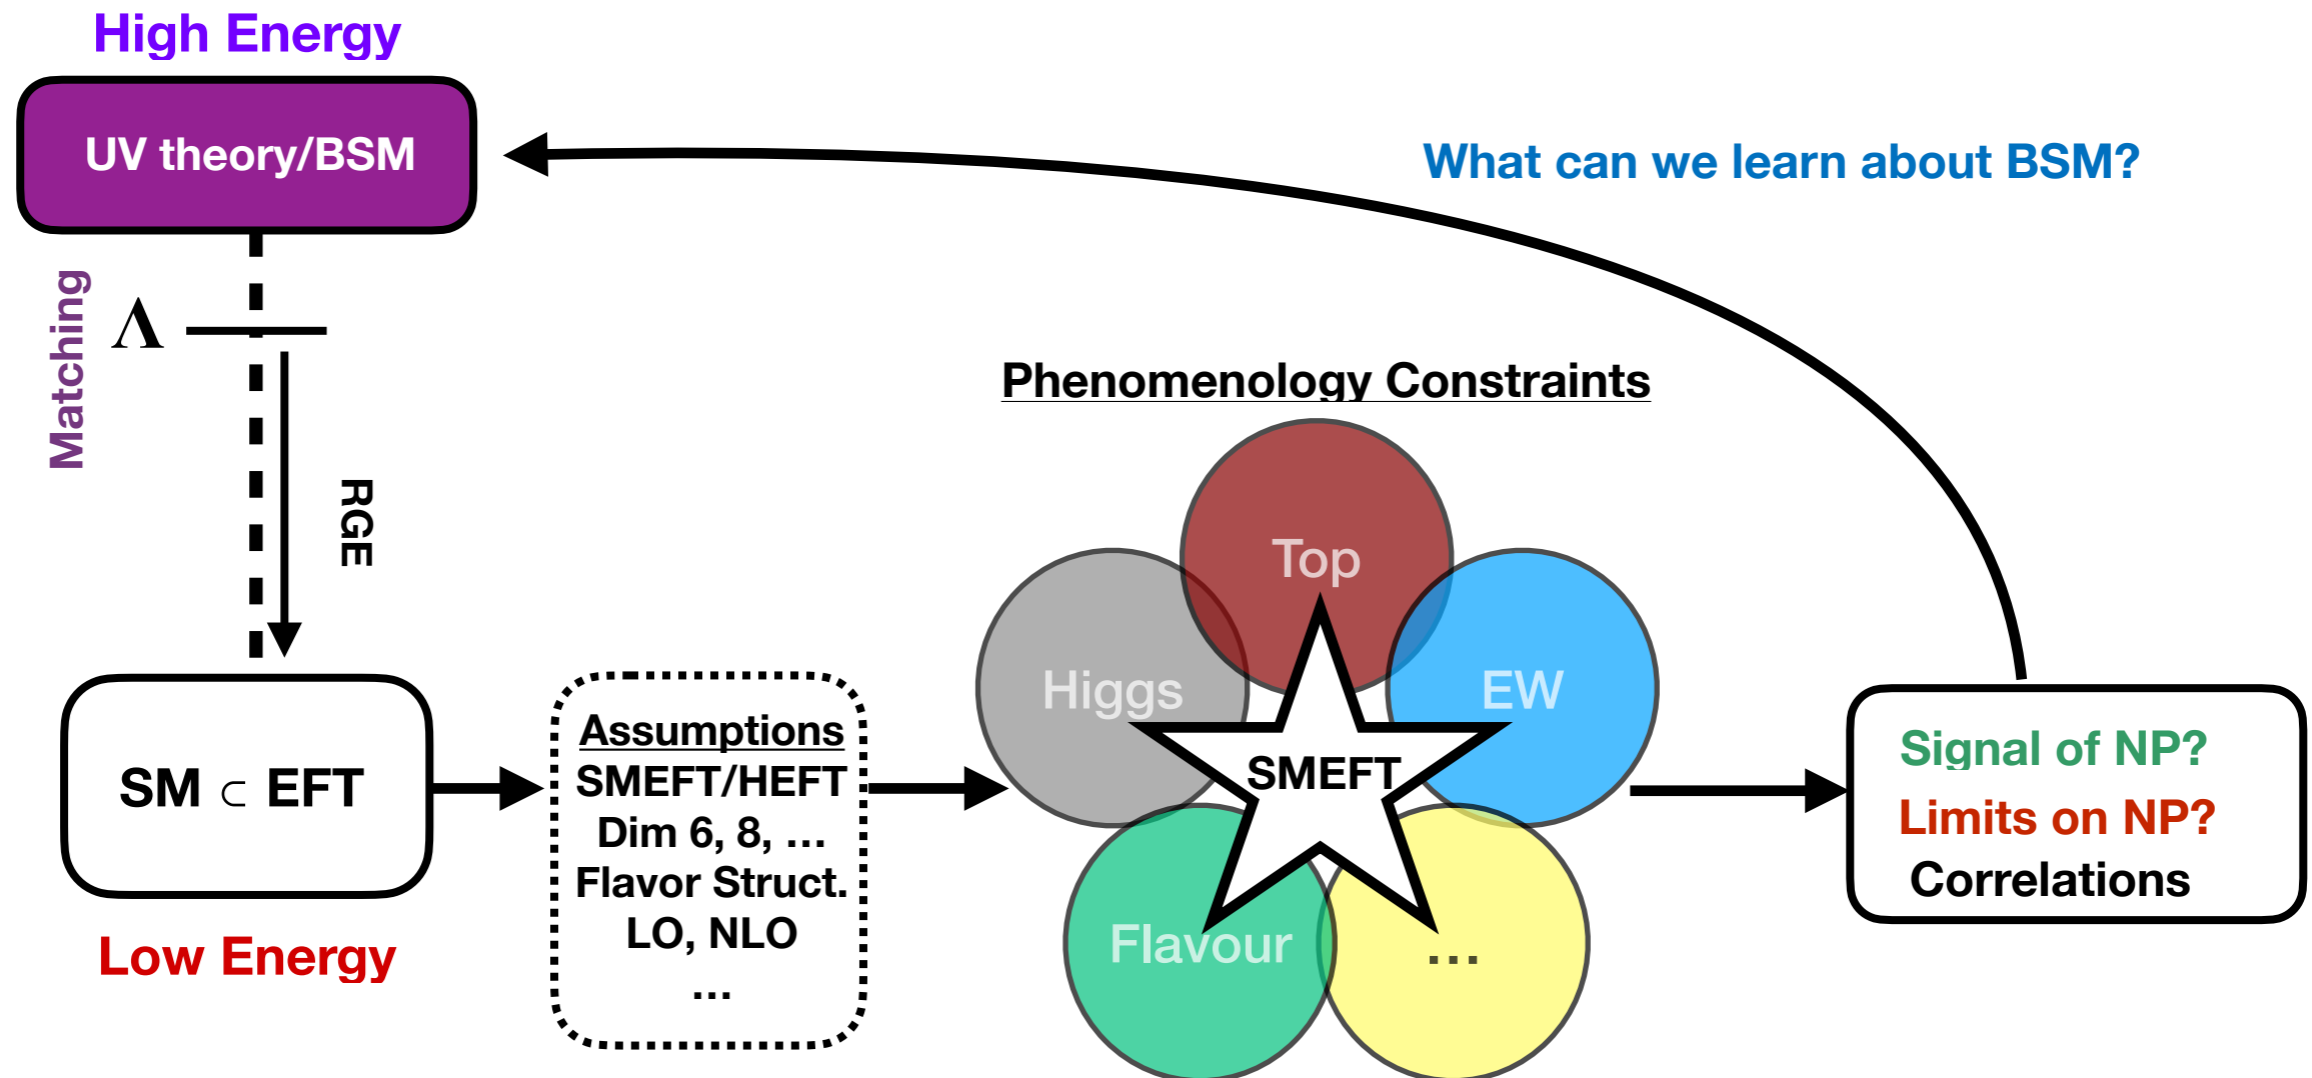 High Energy
UV theory/BSM
What can we learn about BSM?
Matching
Λ
RGE
Phenomenology Constraints
Top
Higgs
EW
SMEFT
Flavour
...
SM ⊂ EFT
Low Energy
Assumptions
SMEFT/HEFT
Dim 6, 8, ...
Flavor Struct.
LO, NLO
...
Signal of NP?
Limits on NP?
Correlations